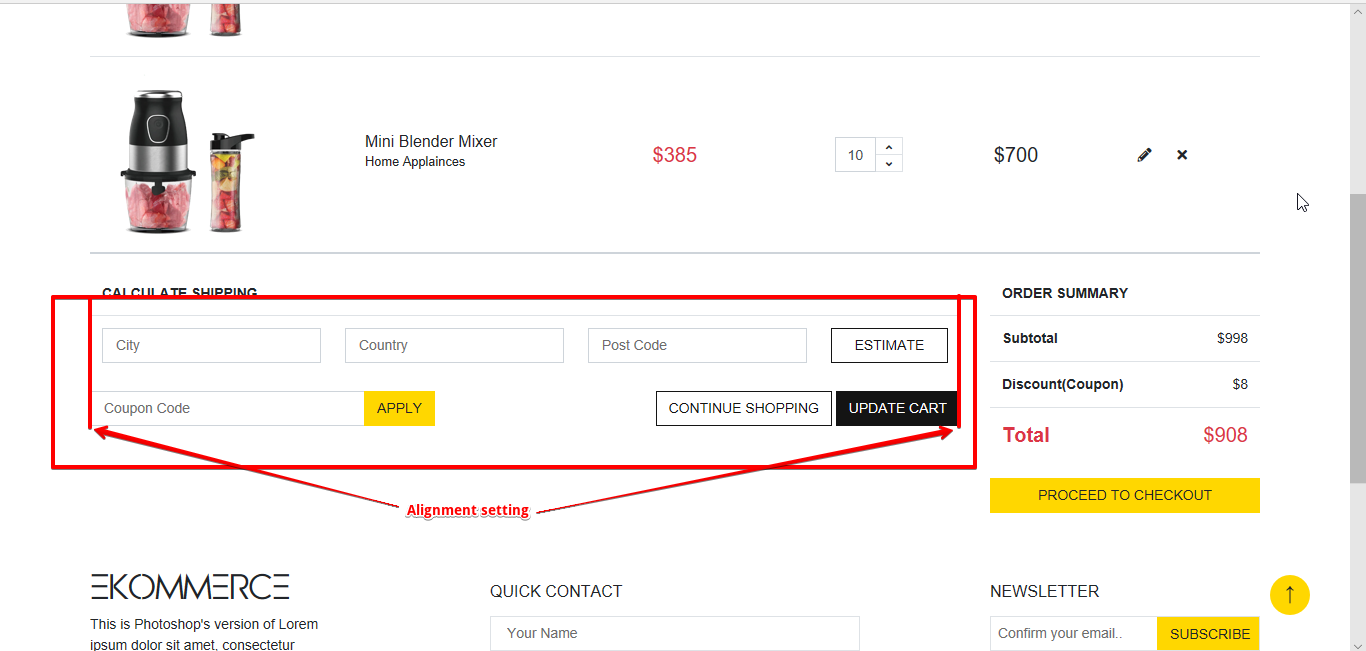 Mini Blender Mixer
Home Applainces
$385
10
$700
CALCULATE SHIPPING
City
Country
Post Code
ESTIMATE
Coupon Code
APPLY
CONTINUE SHOPPING
UPDATE CART
Alignment setting
ORDER SUMMARY
Subtotal $998
Discount(Coupon) $8
Total $908
PROCEED TO CHECKOUT
EKOMMERCE
This is Photoshop's version of Lorem
ipsum dolor sit amet, consectetur
QUICK CONTACT
Your Name
NEWSLETTER
Confirm your email..
SUBSCRIBE